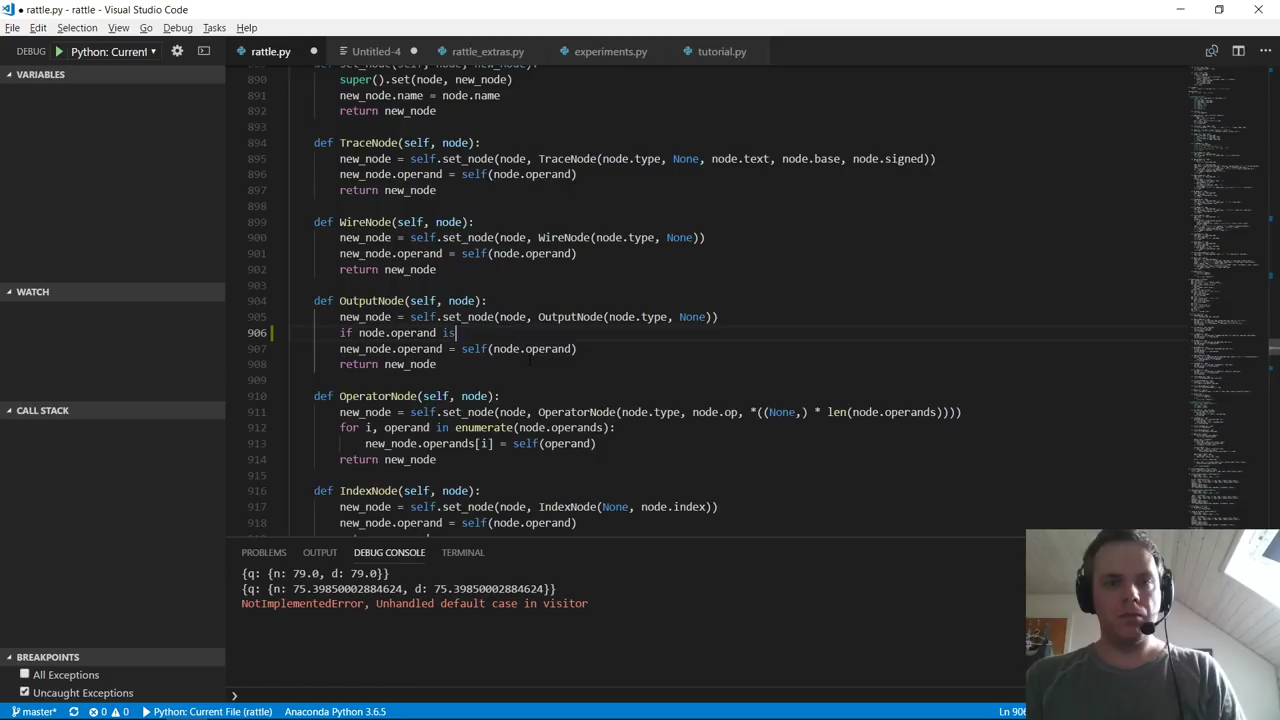 ● rattle.py - rattle - Visual Studio Code
File Edit Selection View Go Debug Tasks Help
DEBUG Python: Current
rattle.py Untitled-4 rattle_extras.py experiments.py tutorial.py
VARIABLES
WATCH
CALL STACK
BREAKPOINTS
All Exceptions
Uncaught Exceptions
890 super().set(node, new_node)
891 new_node.name = node.name
892 return new_node
893
894 def TraceNode(self, node):
895 new_node = self.set_node(node, TraceNode(node.type, None, node.text, node.base, node.signed))
896 new_node.operand = self(node.operand)
897 return new_node
898
899 def WireNode(self, node):
900 new_node = self.set_node(node, WireNode(node.type, None))
901 new_node.operand = self(node.operand)
902 return new_node
903
904 def OutputNode(self, node):
905 new_node = self.set_node(node, OutputNode(node.type, None))
906 if node.operand is
907 new_node.operand = self(node.operand)
908 return new_node
909
910 def OperatorNode(self, node):
911 new_node = self.set_node(node, OperatorNode(node.type, node.op, *((None,) * len(node.operands))))
912 for i, operand in enumerate(node.operands):
913 new_node.operands[i] = self(operand)
914 return new_node
915
916 def IndexNode(self, node):
917 new_node = self.set_node(node, IndexNode(None, node.index))
918 new_node.operand = self(node.operand)
PROBLEMS OUTPUT DEBUG CONSOLE TERMINAL
{q: {n: 79.0, d: 79.0}}
{q: {n: 75.39850002884624, d: 75.39850002884624}}
NotImplementedError, Unhandled default case in visitor
master* 0 0 Python: Current File (rattle) Anaconda Python 3.6.5 Ln 906